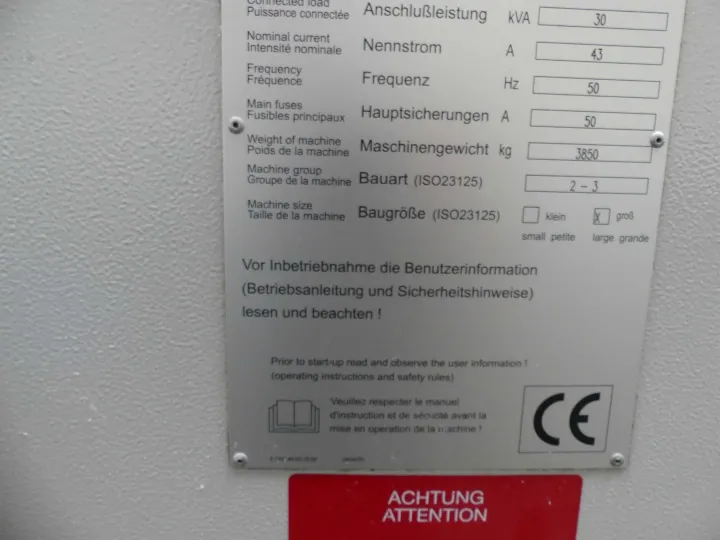 Connected load
Puissance connectée Anschlußleistung kVA 30
Nominal current
Intensité nominale Nennstrom A 43
Frequency
Fréquence Frequenz Hz 50
Main fuses
Fusibles principaux Hauptsicherungen A 50
Weight of machine
Poids de la machine Maschinengewicht kg 3850
Machine group
Groupe de la machine Bauart (ISO23125) 2 - 3
Machine size
Taille de la machine Baugröße (ISO23125) klein X groß
small petite large grande
Vor Inbetriebnahme die Benutzerinformation
(Betriebsanleitung und Sicherheitshinweise)
lesen und beachten !
Prior to start-up read and observe the user information !
(operating instructions and safety rules)
Veuillez respecter le manuel
d'instruction et de sécurité avant la
mise en operation de la machine !
CE
ACHTUNG
ATTENTION